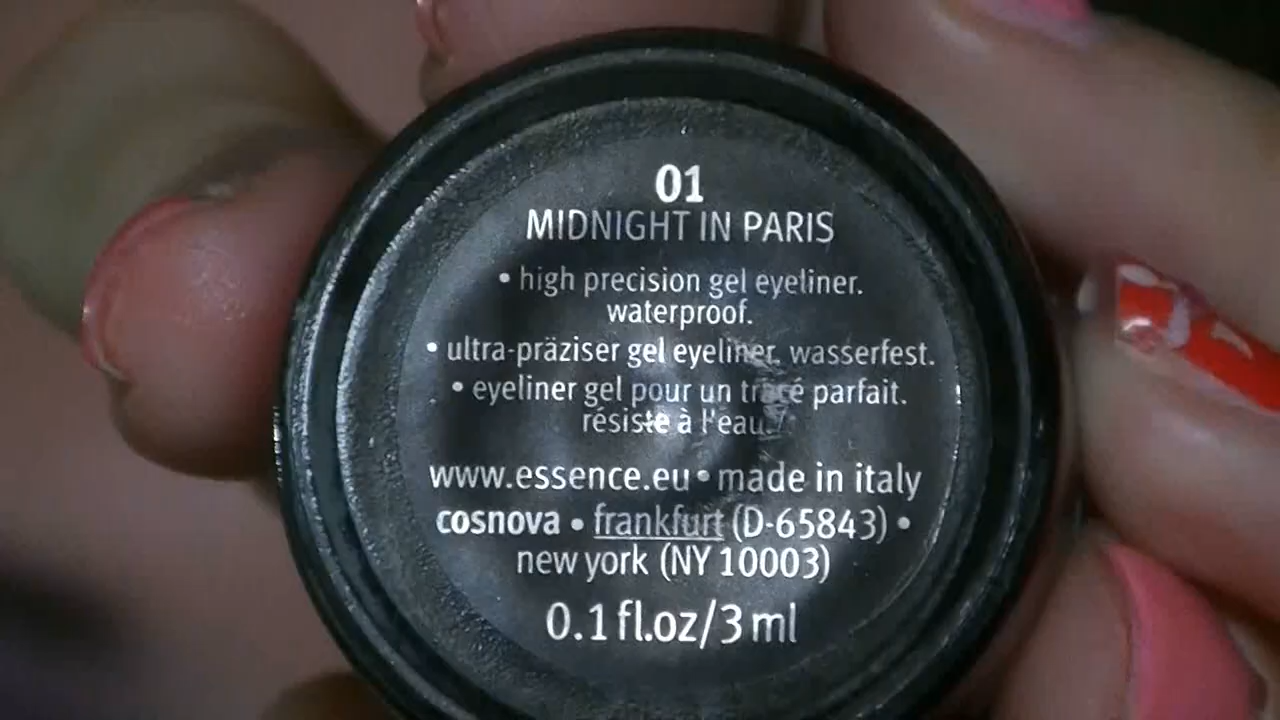 01
MIDNIGHT IN PARIS
• high precision gel eyeliner.
waterproof.
• ultra-präziser gel eyeliner. wasserfest.
• eyeliner gel pour un tracé parfait.
résiste à l'eau.
www.essence.eu • made in italy
cosnova • frankfurt (D-65843) •
new york (NY 10003)
0.1 fl.oz/3 ml